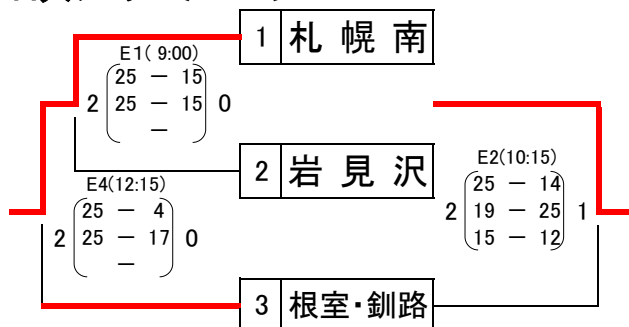 E1( 9:00)
1 札幌南
25 － 15
2 25 － 15 0
－
2 岩見沢
E4(12:15)
25 － 4
2 25 － 17 0
－
E2(10:15)
25 － 14
2 19 － 25 1
15 － 12
3 根室・釧路